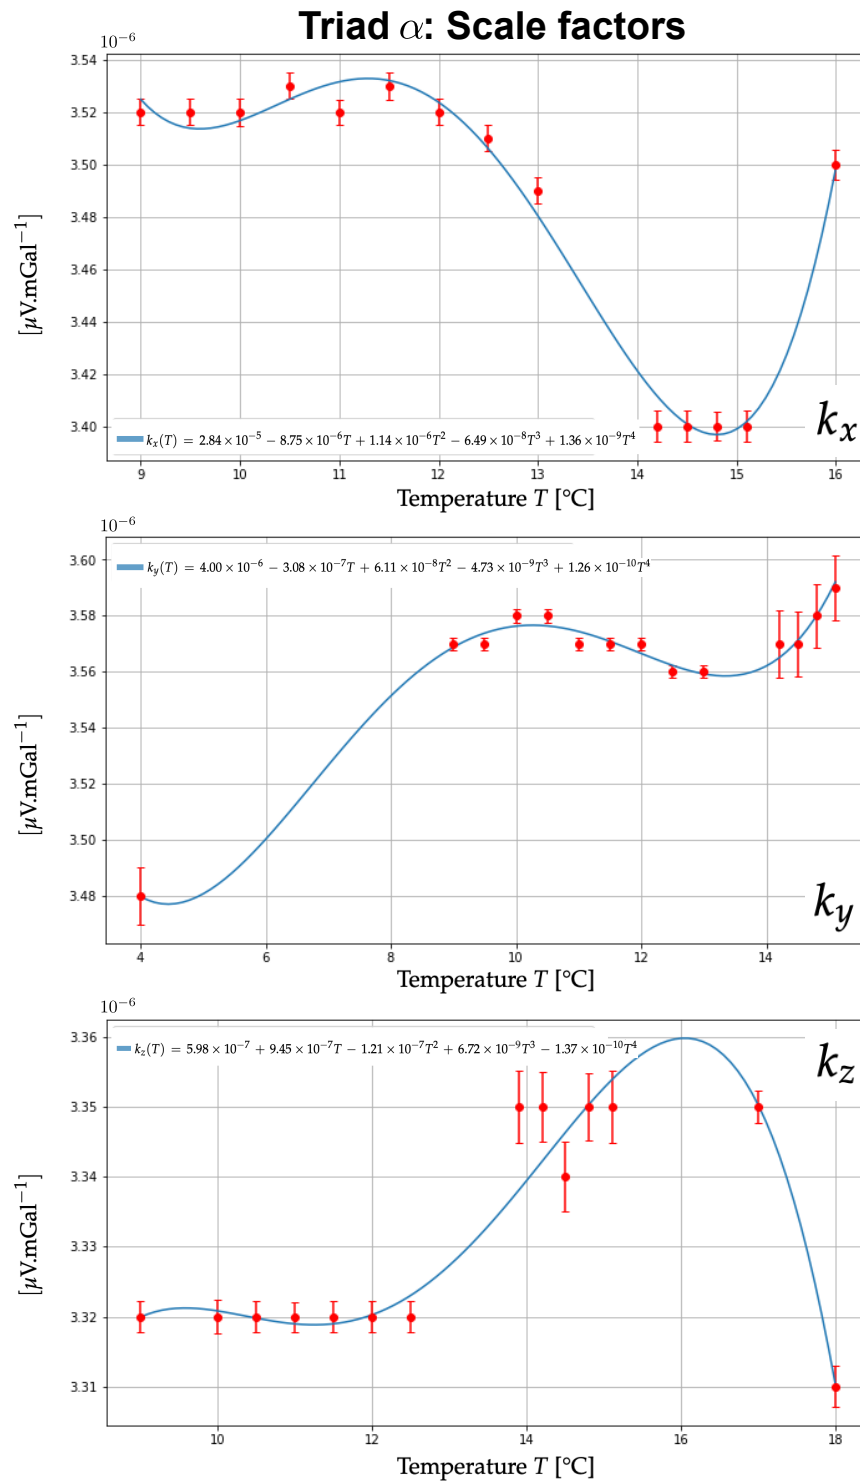 Triad α: Scale factors
10⁻⁶
3.54
3.52
3.50
3.48
3.46
3.44
3.42
3.40
[µV.mGal⁻¹]
kₓ(T) = 2.84 × 10⁻⁵ − 8.75 × 10⁻⁶T + 1.14 × 10⁻⁶T² − 6.49 × 10⁻⁸T³ + 1.36 × 10⁻⁹T⁴
kₓ
9 10 11 12 13 14 15 16
Temperature T [°C]
10⁻⁶
3.60
3.58
3.56
3.54
3.52
3.50
3.48
[µV.mGal⁻¹]
k_y(T) = 4.00 × 10⁻⁶ − 3.08 × 10⁻⁷T + 6.11 × 10⁻⁸T² − 4.73 × 10⁻⁹T³ + 1.26 × 10⁻¹⁰T⁴
k_y
4 6 8 10 12 14
Temperature T [°C]
10⁻⁶
3.36
3.35
3.34
3.33
3.32
3.31
[µV.mGal⁻¹]
k_z(T) = 5.98 × 10⁻⁷ + 9.45 × 10⁻⁷T − 1.21 × 10⁻⁷T² + 6.72 × 10⁻⁹T³ − 1.37 × 10⁻¹⁰T⁴
k_z
10 12 14 16 18
Temperature T [°C]